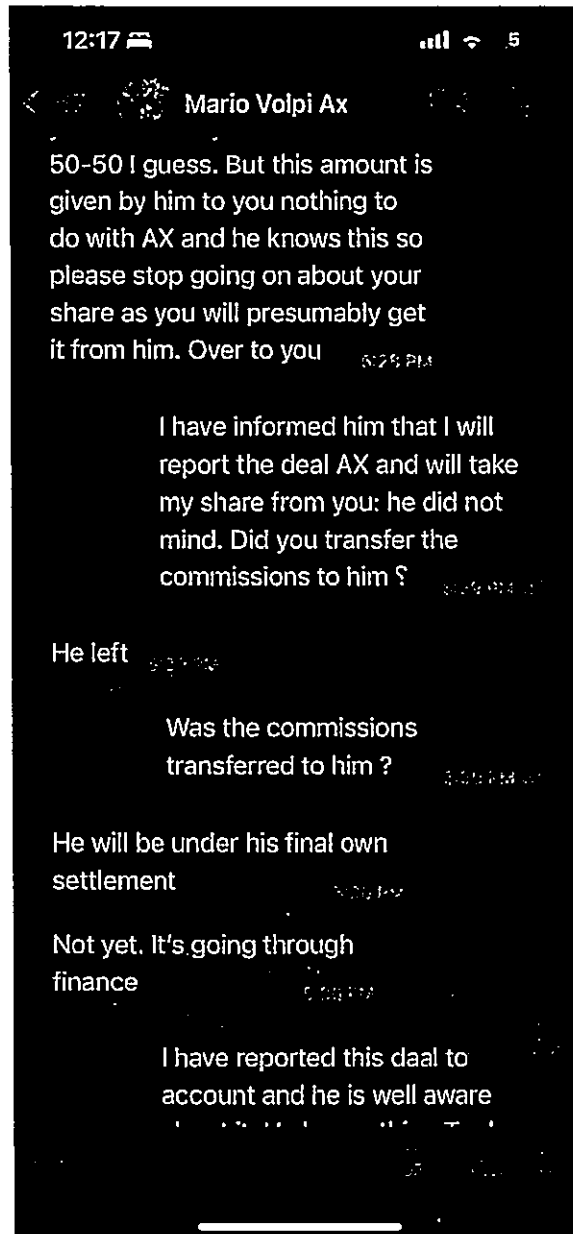 12:17
Mario Volpi Ax
50-50 I guess. But this amount is
given by him to you nothing to
do with AX and he knows this so
please stop going on about your
share as you will presumably get
it from him. Over to you
I have informed him that I will
report the deal AX and will take
my share from you: he did not
mind. Did you transfer the
commissions to him ؟
He left
Was the commissions
transferred to him ?
He will be under his final own
settlement
Not yet. It's going through
finance
I have reported this daal to
account and he is well aware